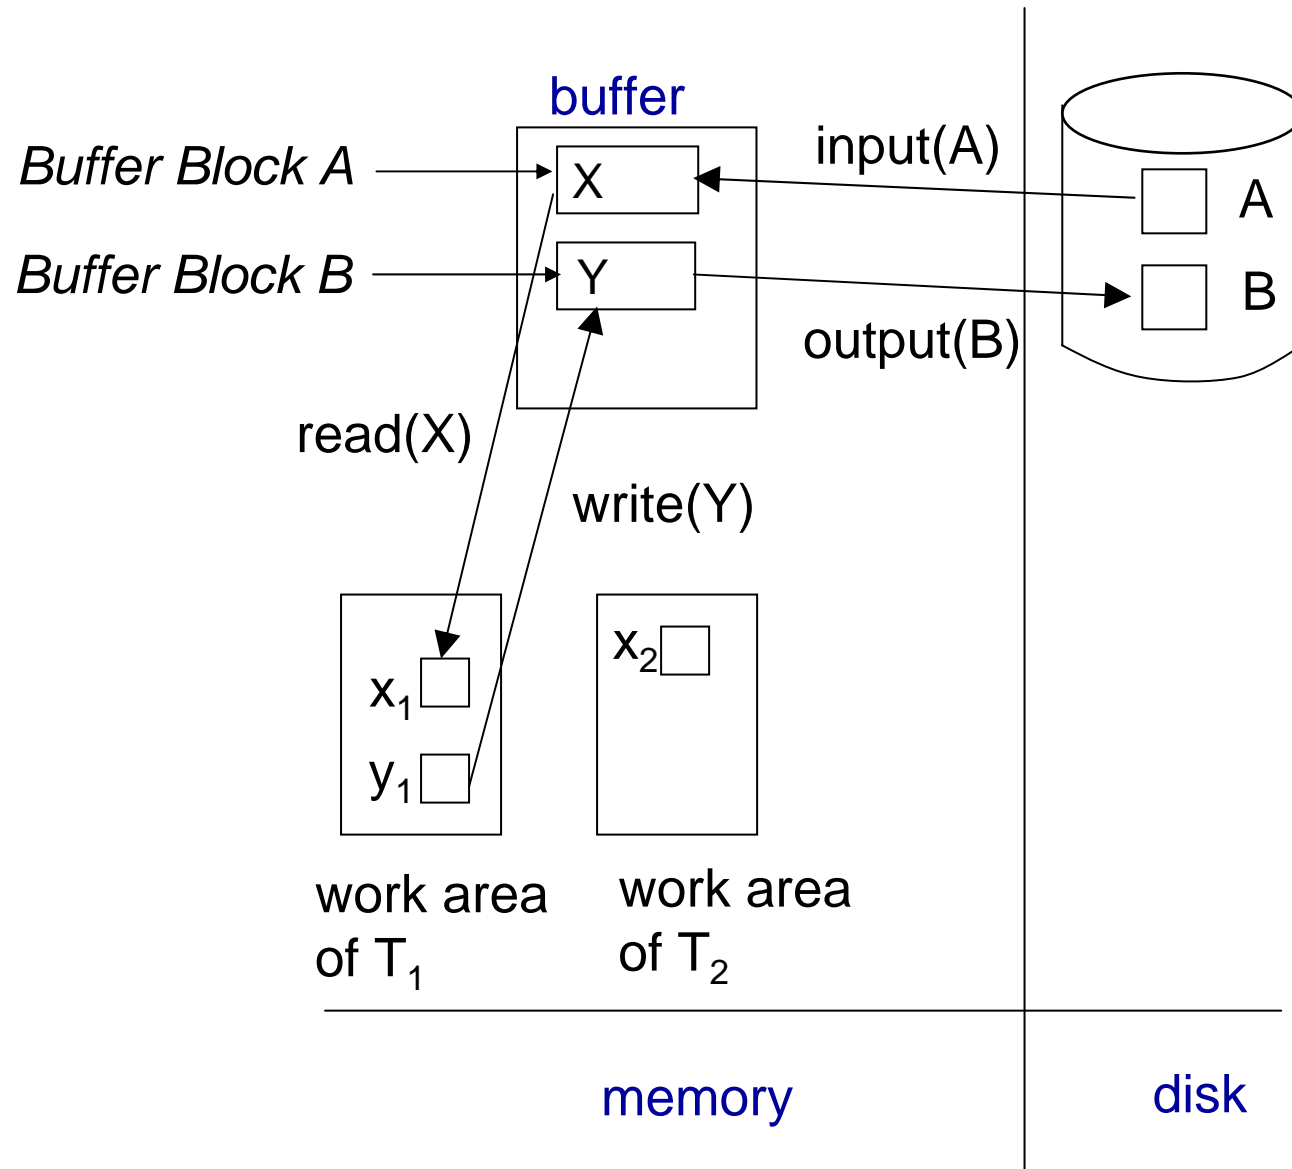 buffer
Buffer Block A
X
input(A)
A
Buffer Block B
Y
B
output(B)
read(X)
write(Y)
x₂
x₁
y₁
work area
of T₁
work area
of T₂
memory
disk